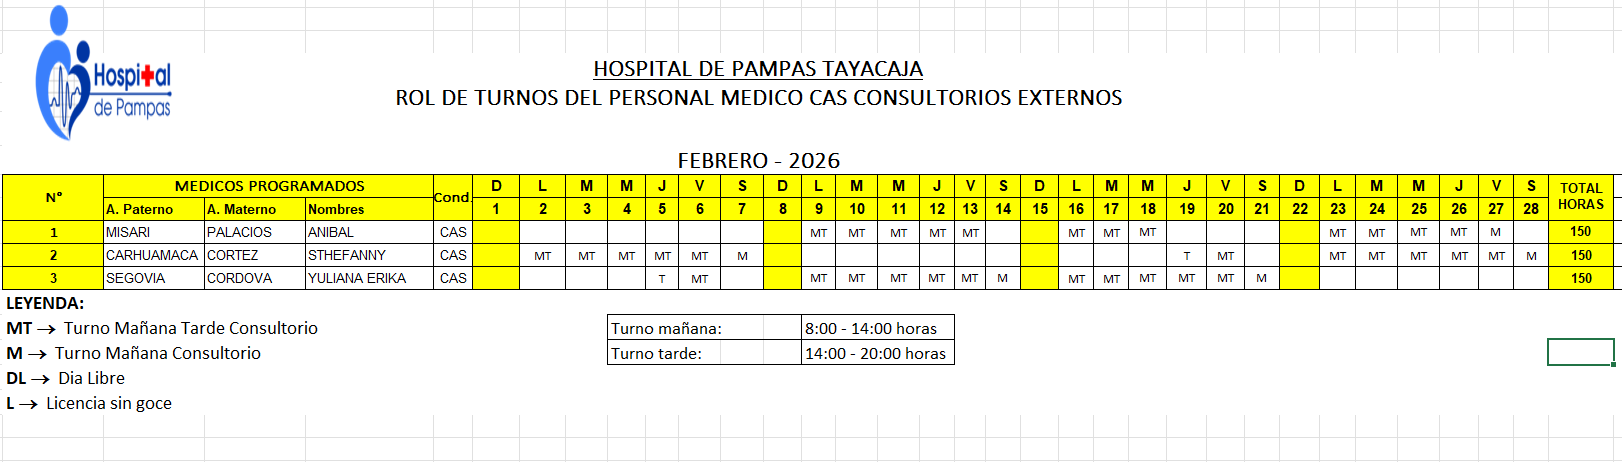 Hospital
de Pampas
HOSPITAL DE PAMPAS TAYACAJA
ROL DE TURNOS DEL PERSONAL MEDICO CAS CONSULTORIOS EXTERNOS
FEBRERO - 2026
N° MEDICOS PROGRAMADOS Cond. D L M M J V S D L M M J V S D L M M J V S D L M M J V S TOTAL HORAS
A. Paterno A. Materno Nombres 1 2 3 4 5 6 7 8 9 10 11 12 13 14 15 16 17 18 19 20 21 22 23 24 25 26 27 28
1 MISARI PALACIOS ANIBAL CAS MT MT MT MT MT MT MT MT MT MT MT MT M 150
2 CARHUAMACA CORTEZ STHEFANNY CAS MT MT MT MT MT M T MT MT MT MT MT MT M 150
3 SEGOVIA CORDOVA YULIANA ERIKA CAS T MT MT MT MT MT MT M MT MT MT MT MT M 150
LEYENDA:
MT → Turno Mañana Tarde Consultorio
Turno mañana: 8:00 - 14:00 horas
M → Turno Mañana Consultorio
Turno tarde: 14:00 - 20:00 horas
DL → Dia Libre
L → Licencia sin goce